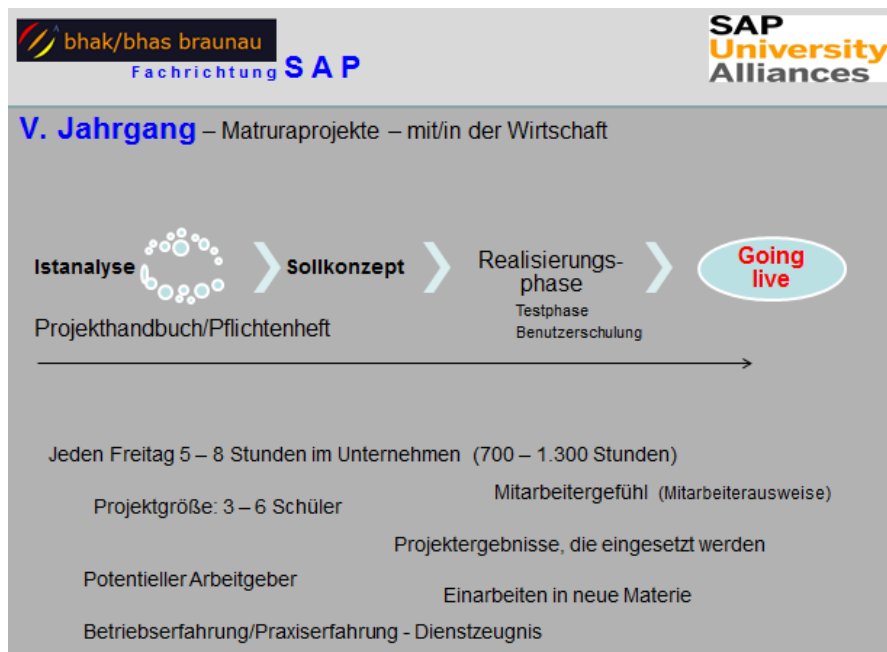 bhak/bhas braunau
Fachrichtung SAP
SAP
University
Alliances
V. Jahrgang – Matruraprojekte – mit/in der Wirtschaft
Istanalyse
Sollkonzept
Realisierungs-
phase
Testphase
Benutzerschulung
Going
live
Projekthandbuch/Pflichtenheft
Jeden Freitag 5 – 8 Stunden im Unternehmen (700 – 1.300 Stunden)
Projektgröße: 3 – 6 Schüler
Mitarbeitergefühl (Mitarbeiterausweise)
Projektergebnisse, die eingesetzt werden
Potentieller Arbeitgeber
Einarbeiten in neue Materie
Betriebserfahrung/Praxiserfahrung - Dienstzeugnis